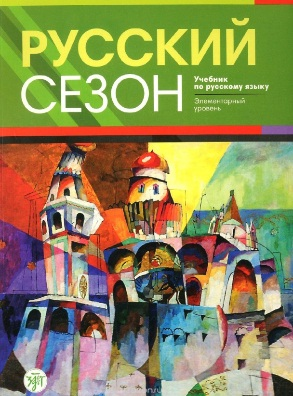 РУССКИЙ
СЕЗОН
Учебник
по русскому языку
Элементарный
уровень